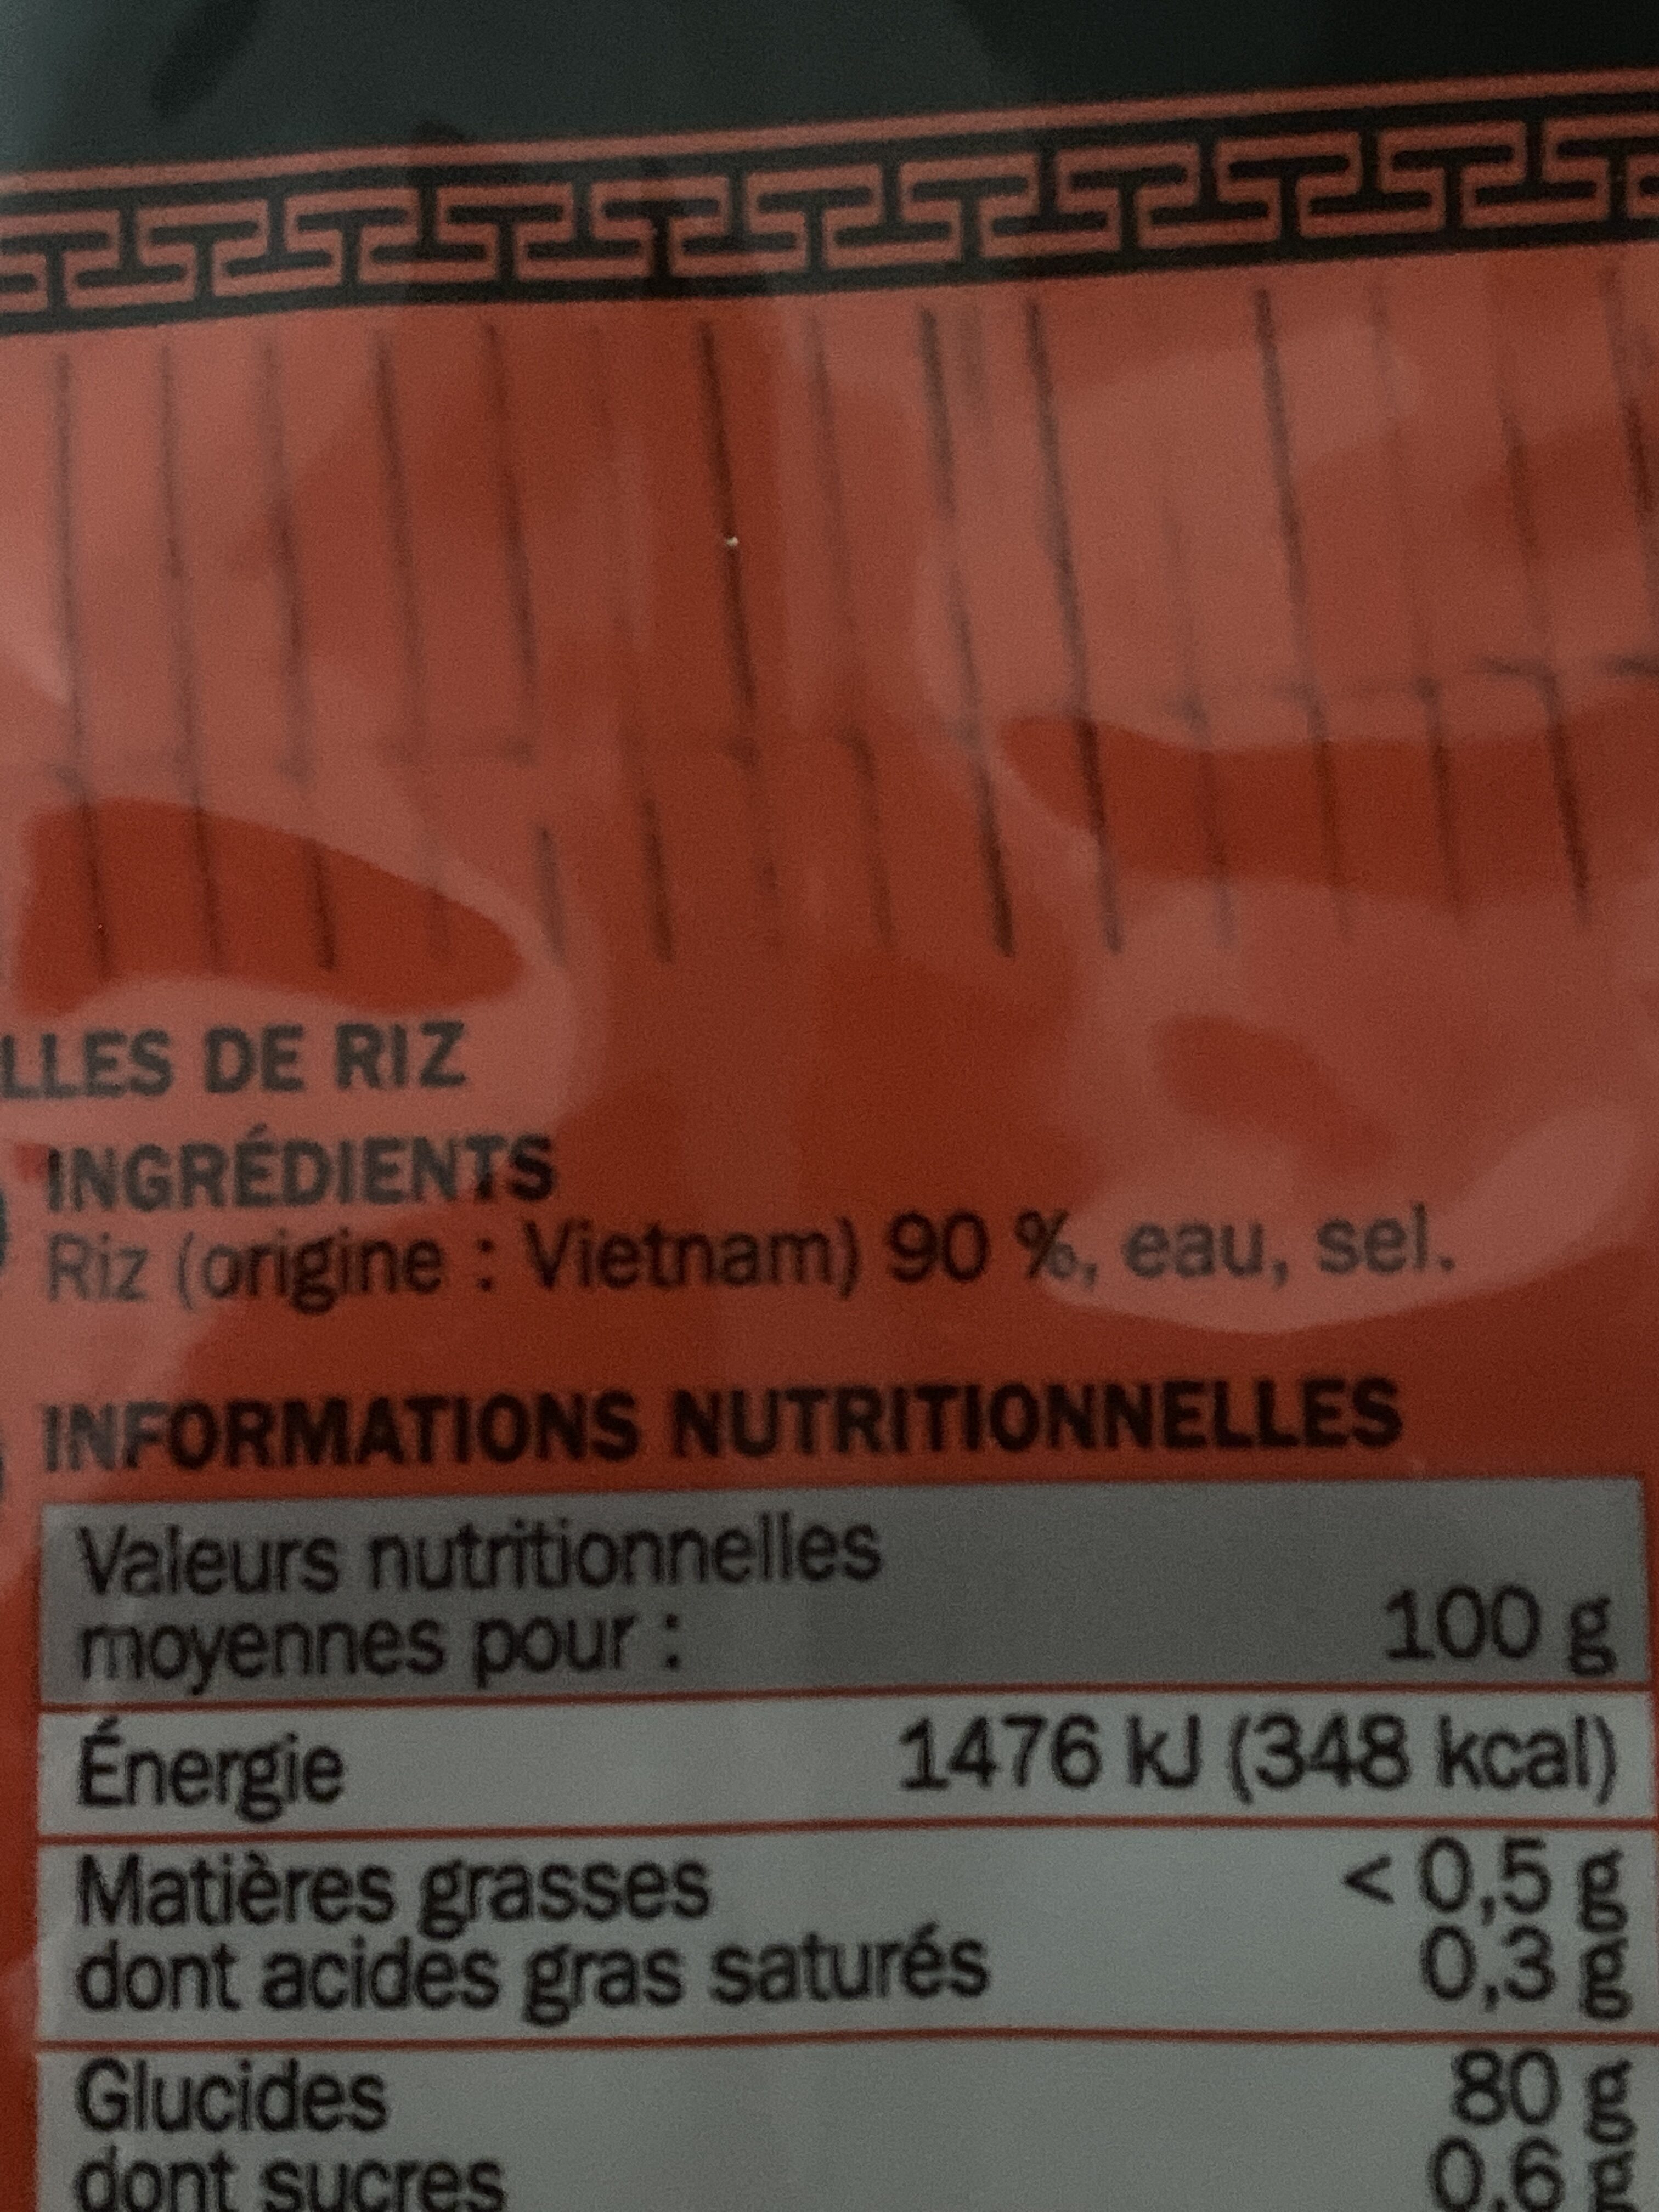 LLES DE RIZ
INGRÉDIENTS
Riz (origine : Vietnam) 90 %, eau, sel.
INFORMATIONS NUTRITIONNELLES
Valeurs nutritionnelles
moyennes pour : 100 g
Énergie 1476 kJ (348 kcal)
Matières grasses < 0,5 g
dont acides gras saturés 0,3 g
Glucides 80 g
dont sucres 0,6 g